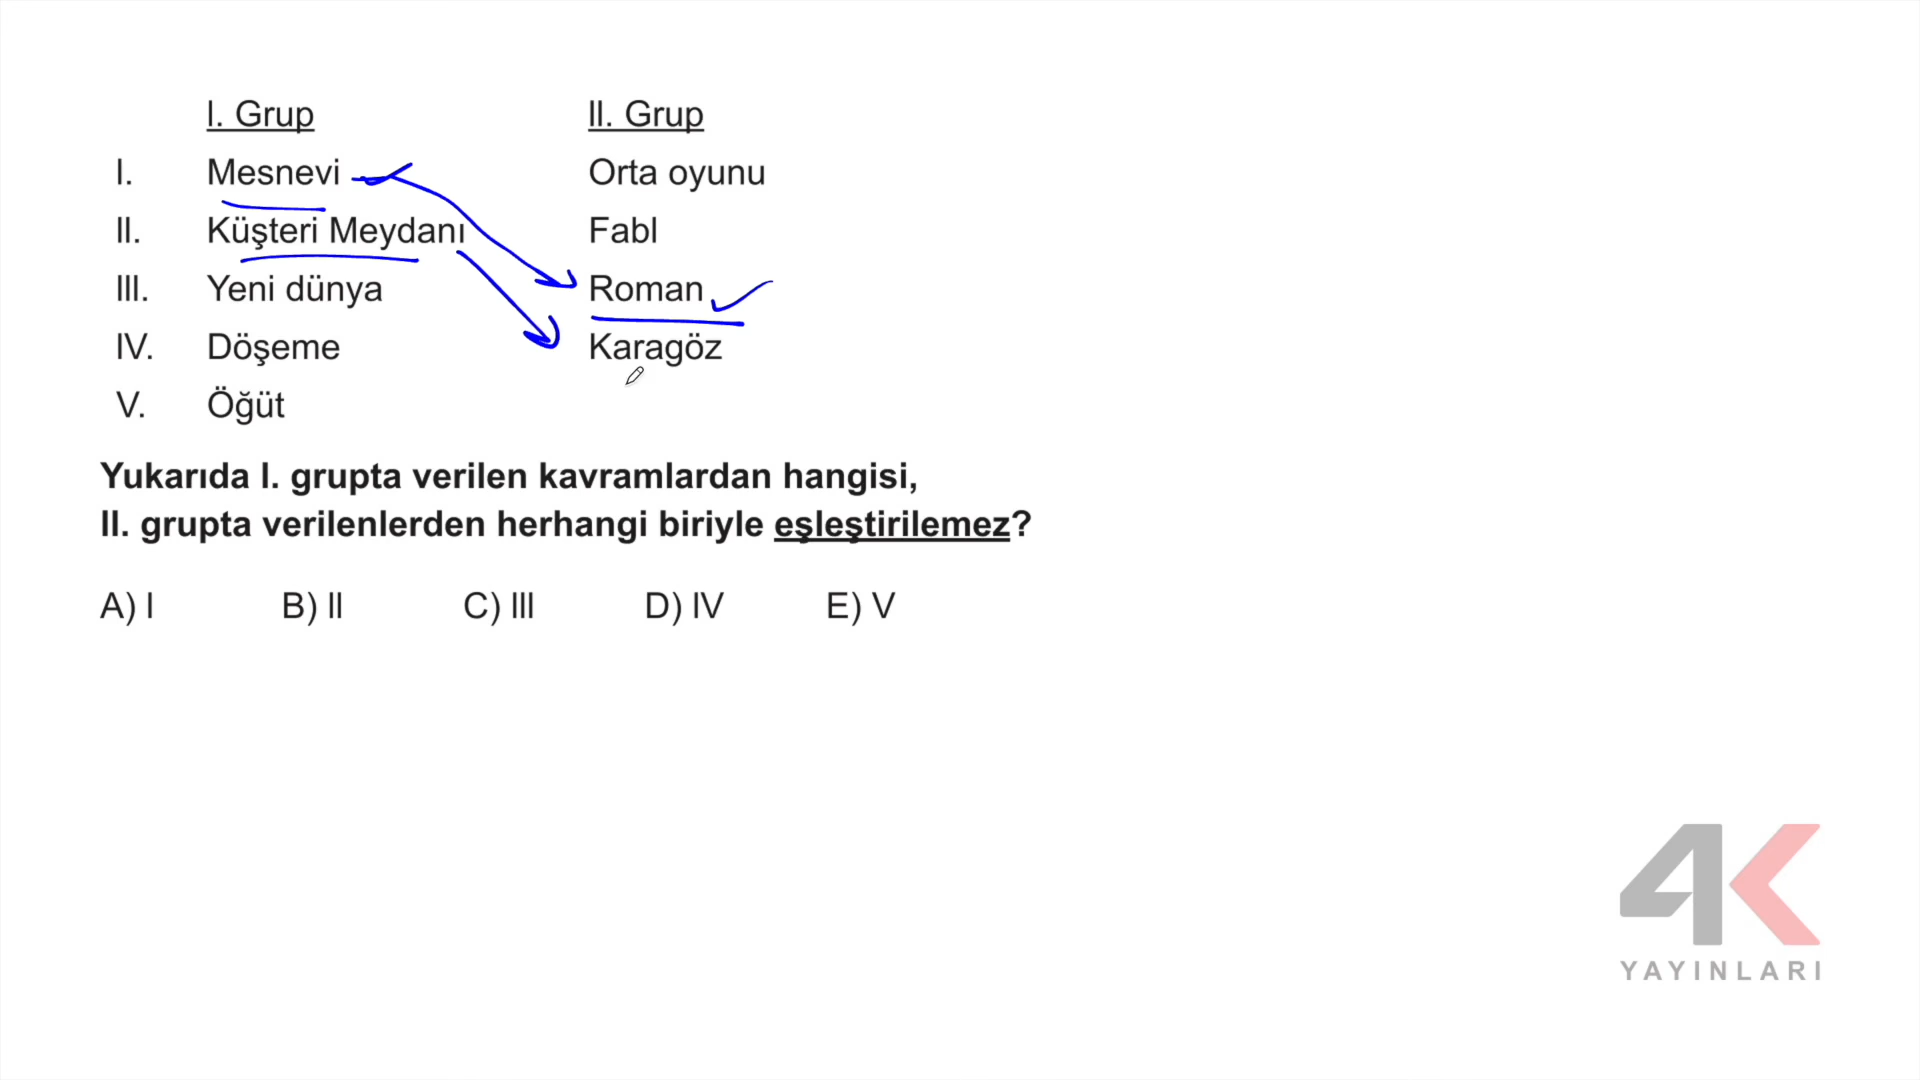 I. Grup II. Grup
I. Mesnevi Orta oyunu
II. Küşteri Meydanı Fabl
III. Yeni dünya Roman
IV. Döşeme Karagöz
V. Öğüt
Yukarıda I. grupta verilen kavramlardan hangisi,
II. grupta verilenlerden herhangi biriyle eşleştirilemez?
A) I B) II C) III D) IV E) V
4K
YAYINLARI